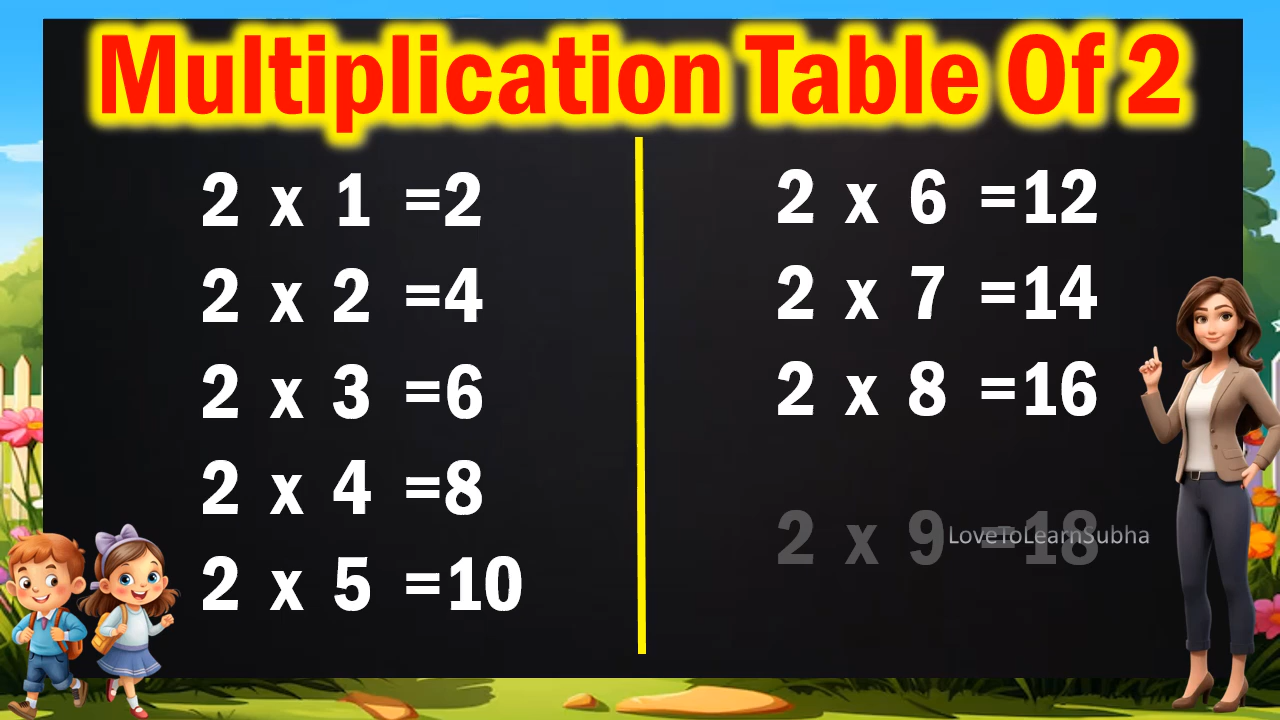 Multiplication Table Of 2
2 x 1 =2
2 x 2 =4
2 x 3 =6
2 x 4 =8
2 x 5 =10
2 x 6 =12
2 x 7 =14
2 x 8 =16
2 x 9 =18
LoveToLearnSubha